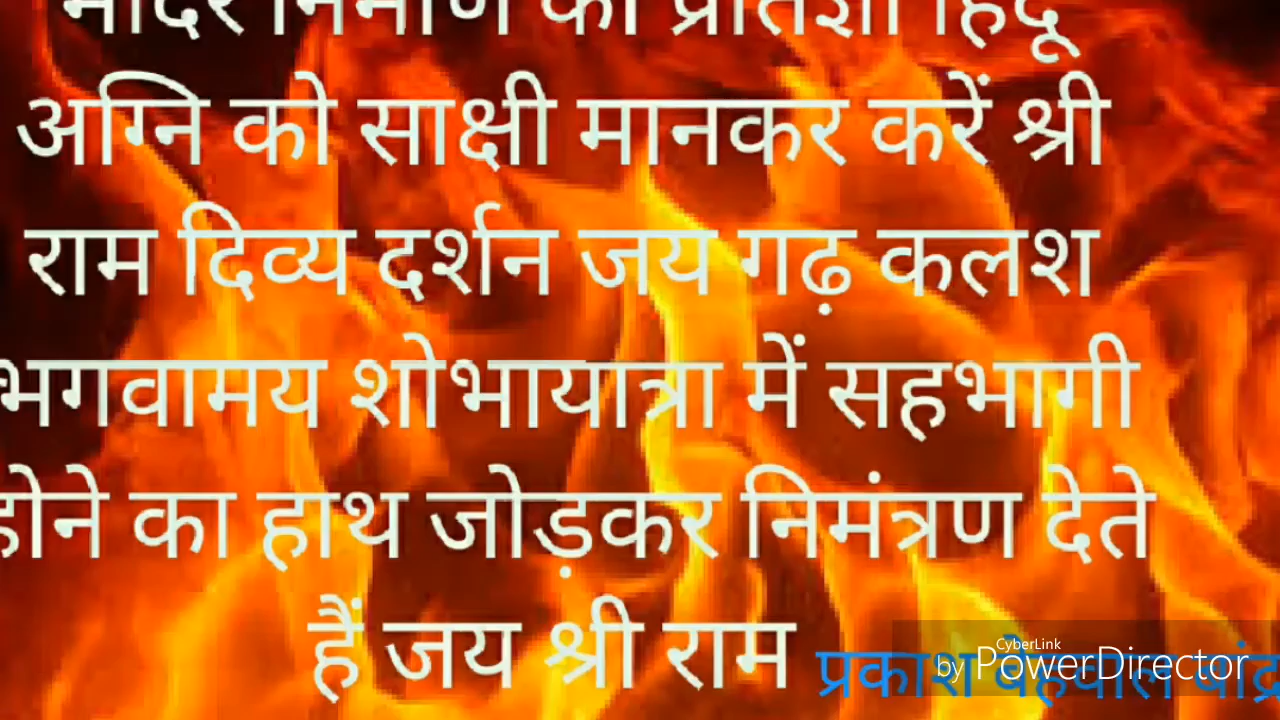 मंदिर निर्माण की प्रतिज्ञा हिंदू
अग्नि को साक्षी मानकर करें श्री
राम दिव्य दर्शन जय गढ़ कलश
भगवामय शोभायात्रा में सहभागी
होने का हाथ जोड़कर निमंत्रण देते
हैं जय श्री राम
प्रकाश
CyberLink
by PowerDirector